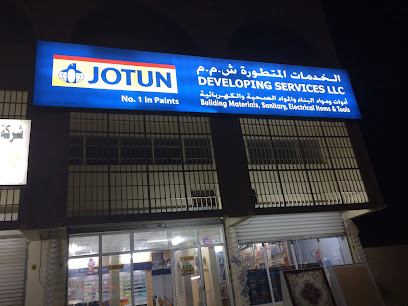 JOTUN
No. 1 in Paints
الخدمات المتطورة ش.م.م
DEVELOPING SERVICES LLC
أدوات ومواد البناء والمواد الصحية والكهربائية
Building Materials, Sanitary, Electrical Items & Tools
شركة